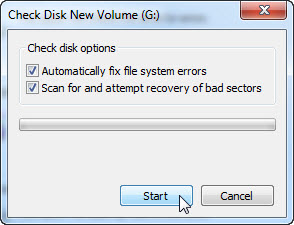 Check Disk New Volume (G:)
Check disk options
Automatically fix file system errors
Scan for and attempt recovery of bad sectors
Start
Cancel